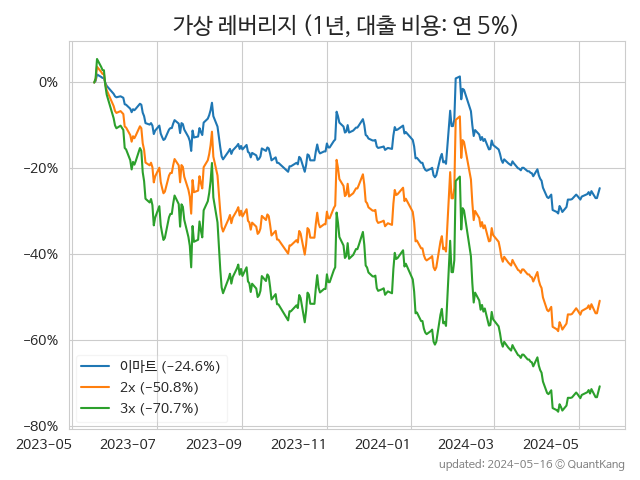 가상 레버리지 (1년, 대출 비용: 연 5%)
0%
−20%
−40%
−60%
−80%
이마트 (−24.6%)
2x (−50.8%)
3x (−70.7%)
2023-05 2023-07 2023-09 2023-11 2024-01 2024-03 2024-05
updated: 2024-05-16 © QuantKang